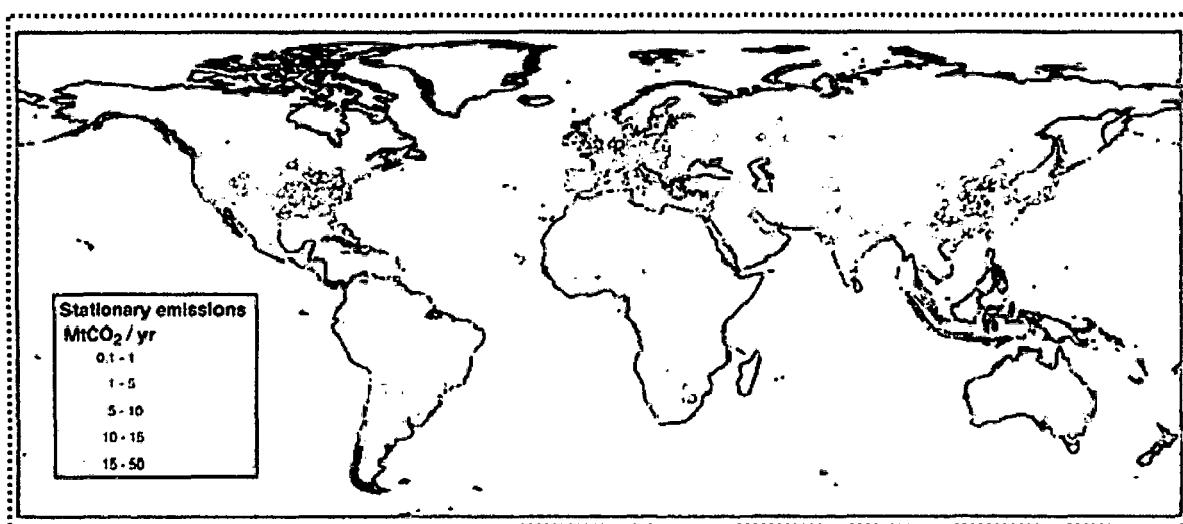 Stationary emissions
MtCO₂ / yr
0.1 - 1
1 - 5
5 - 10
10 - 15
15 - 50